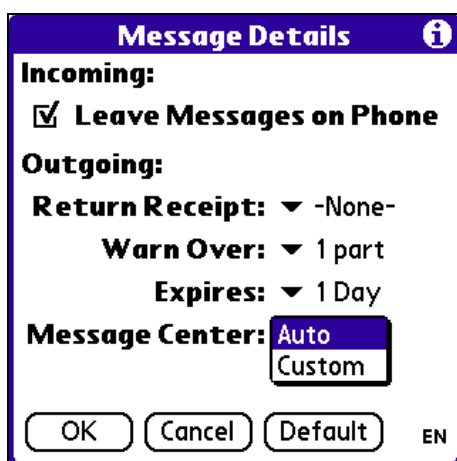 Message Details
Incoming:
Leave Messages on Phone
Outgoing:
Return Receipt: -None-
Warn Over: 1 part
Expires: 1 Day
Message Center: Auto
Custom
OK Cancel Default EN